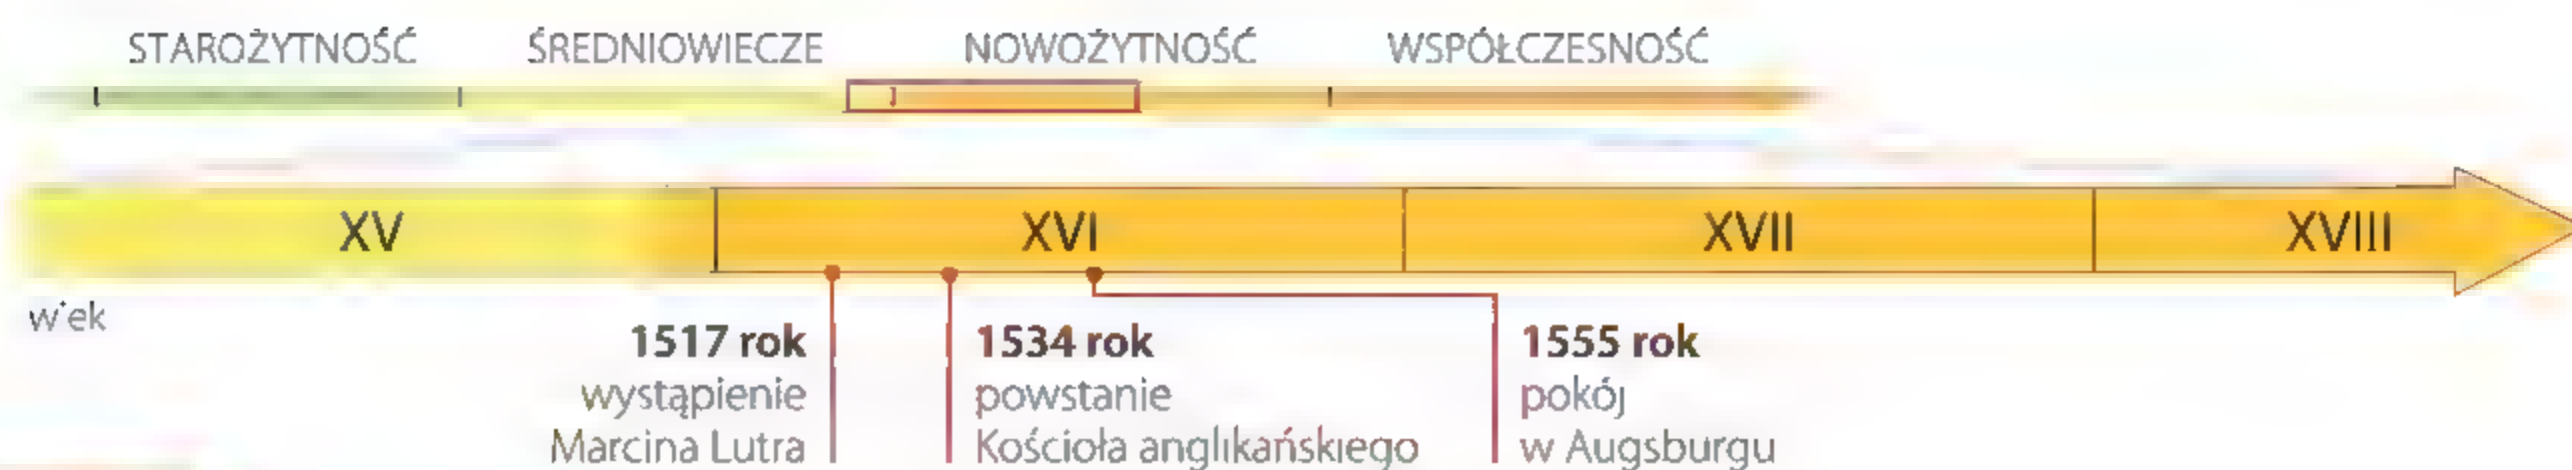 STAROŻYTNOŚĆ ŚREDNIOWIECZE NOWOŻYTNOŚĆ WSPÓŁCZESNOŚĆ
XV XVI XVII XVIII
wiek
1517 rok
wystąpienie
Marcina Lutra
1534 rok
powstanie
Kościoła anglikańskiego
1555 rok
pokój
w Augsburgu